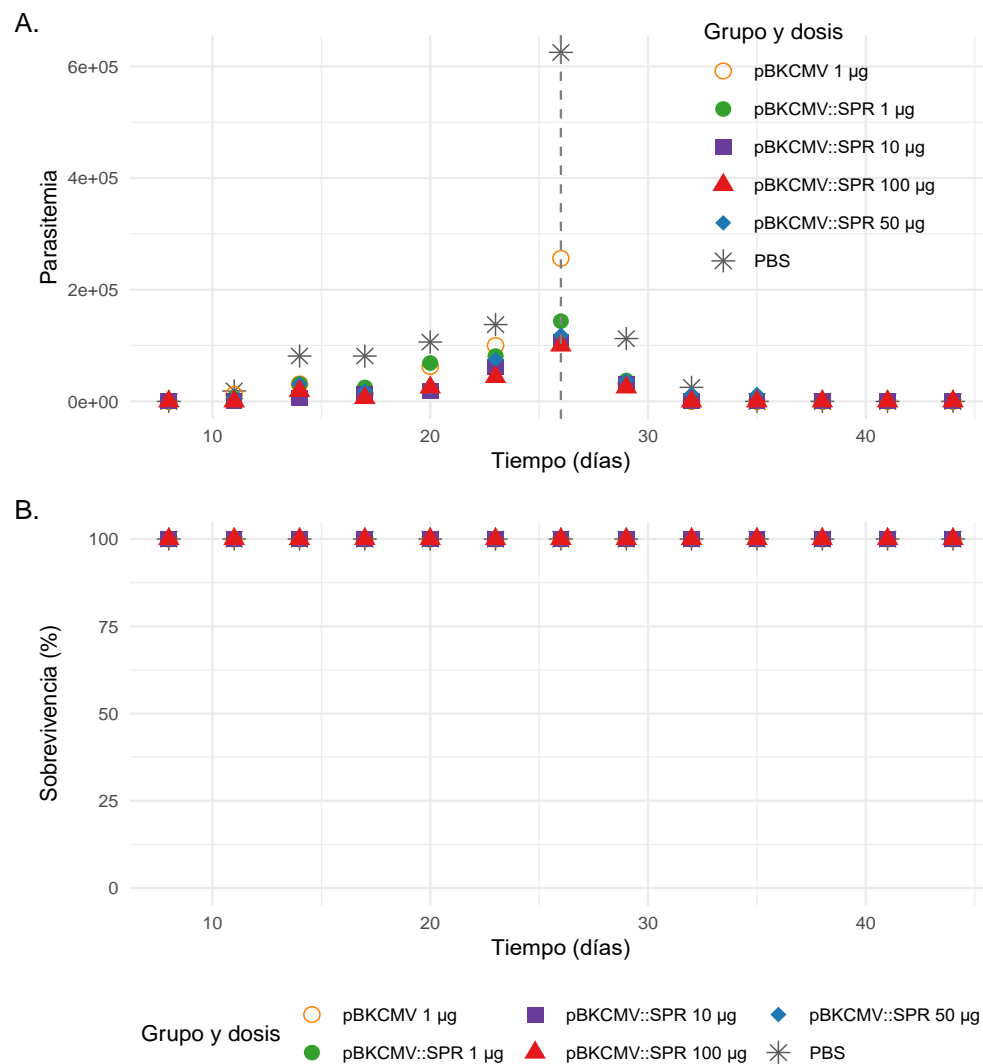 A.
Grupo y dosis
pBKCMV 1 µg
pBKCMV::SPR 1 µg
pBKCMV::SPR 10 µg
pBKCMV::SPR 100 µg
pBKCMV::SPR 50 µg
PBS
Parasitemia
6e+05
4e+05
2e+05
0e+00
10 20 30 40
Tiempo (días)
B.
Sobrevivencia (%)
100
75
50
25
0
10 20 30 40
Tiempo (días)
Grupo y dosis
pBKCMV 1 µg pBKCMV::SPR 10 µg pBKCMV::SPR 50 µg
pBKCMV::SPR 1 µg pBKCMV::SPR 100 µg PBS